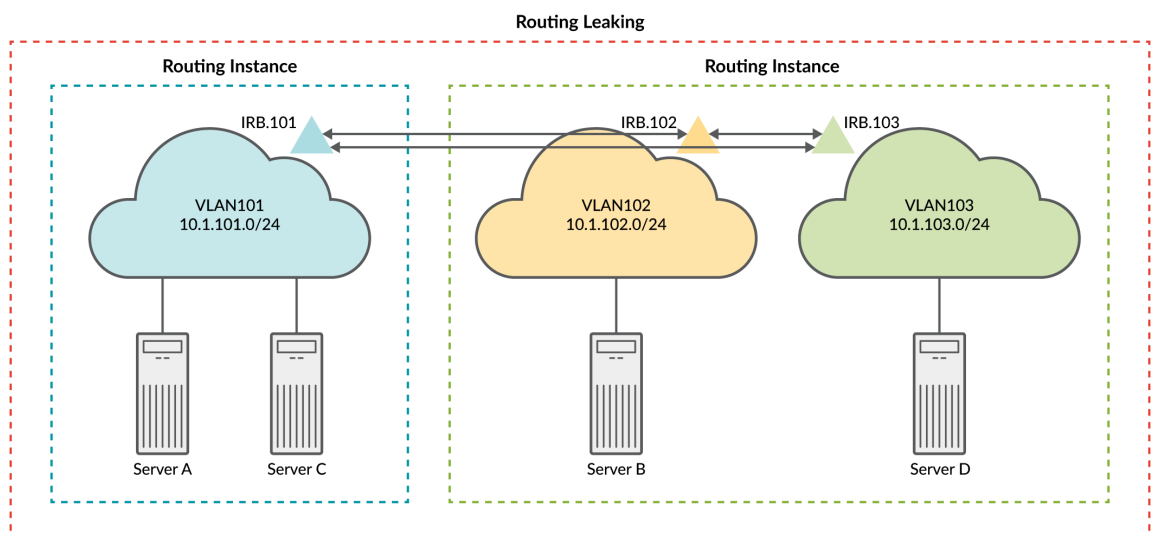 Routing Leaking
Routing Instance
Routing Instance
IRB.101
IRB.102
IRB.103
VLAN101
10.1.101.0/24
VLAN102
10.1.102.0/24
VLAN103
10.1.103.0/24
Server A
Server C
Server B
Server D